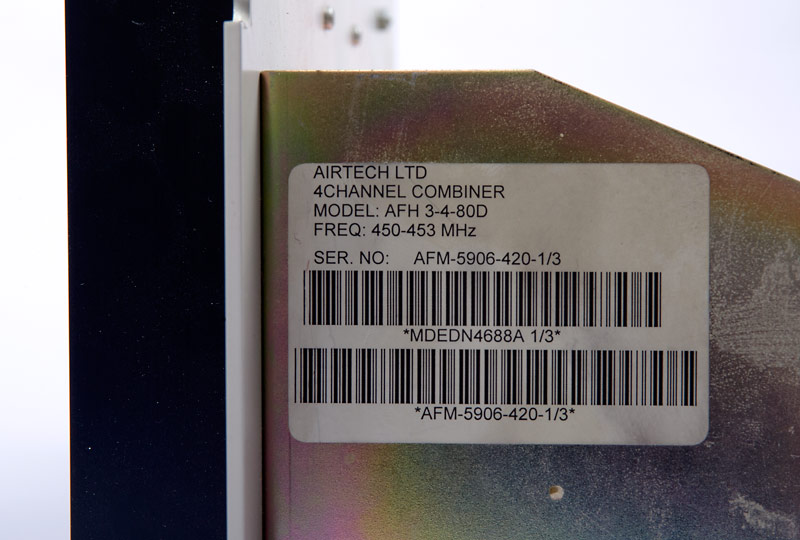 AIRTECH LTD
4CHANNEL COMBINER
MODEL: AFH 3-4-80D
FREQ: 450-453 MHz
SER. NO: AFM-5906-420-1/3
*MDEDN4688A 1/3*
*AFM-5906-420-1/3*